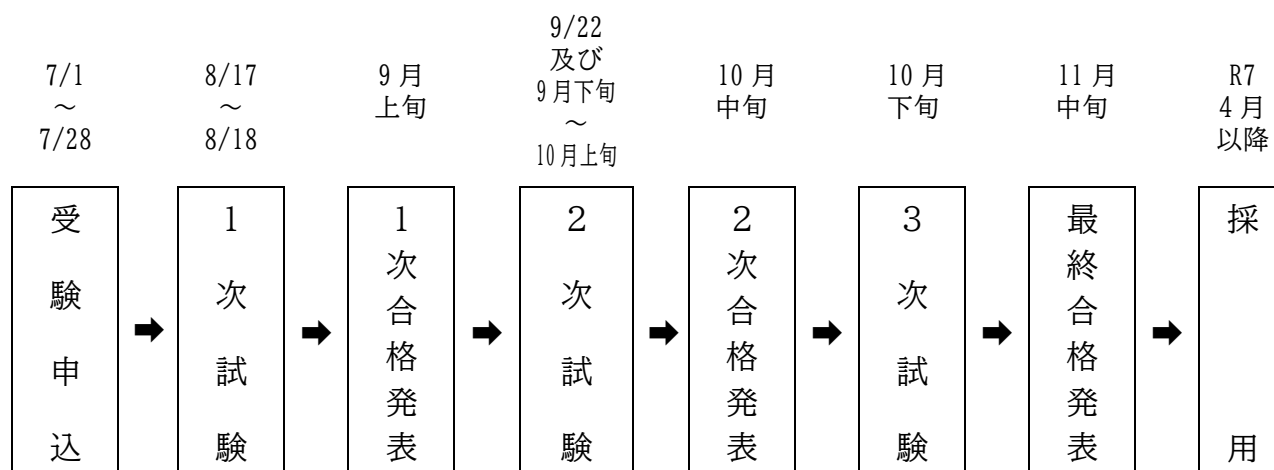 7/1
~
7/28
受験申込
➡
8/17
~
8/18
1次試験
➡
9月
上旬
1次合格発表
➡
9/22
及び
9月下旬
~
10月上旬
2次試験
➡
10月
中旬
2次合格発表
➡
10月
下旬
3次試験
➡
11月
中旬
最終合格発表
➡
R7
4月
以降
採用